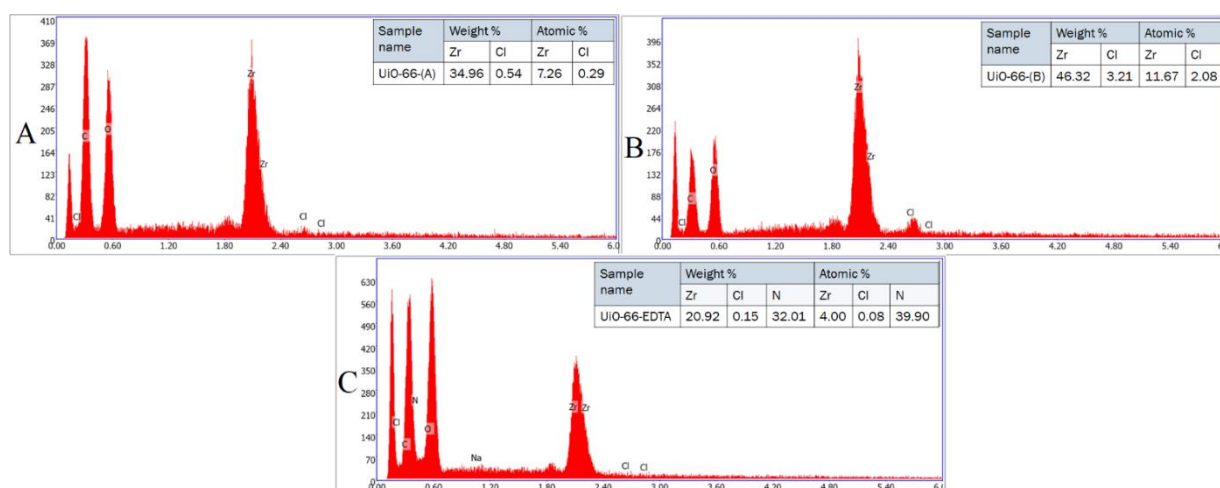 A
410
369
328
287
246
205
164
123
82
41
0
0.00 0.60 1.20 1.80 2.40 3.00 3.60 4.20 4.80 5.40 6.0
Cl C O Zr Zr Cl Cl
Sample name Weight % Atomic %
Zr Cl Zr Cl
UiO-66-(A) 34.96 0.54 7.26 0.29
B
396
352
308
264
220
176
132
88
44
0
0.00 0.60 1.20 1.80 2.40 3.00 3.60 4.20 4.80 5.40
Cl C O Zr Zr Cl Cl
Sample name Weight % Atomic %
Zr Cl Zr Cl
UiO-66-(B) 46.32 3.21 11.67 2.08
C
630
560
490
420
350
280
210
140
70
0
0.00 0.60 1.20 1.80 2.40 3.00 3.60 4.20 4.80 5.40
Cl C N O Na Zr Zr Cl Cl
Sample name Weight % Atomic %
Zr Cl N Zr Cl N
UiO-66-EDTA 20.92 0.15 32.01 4.00 0.08 39.90